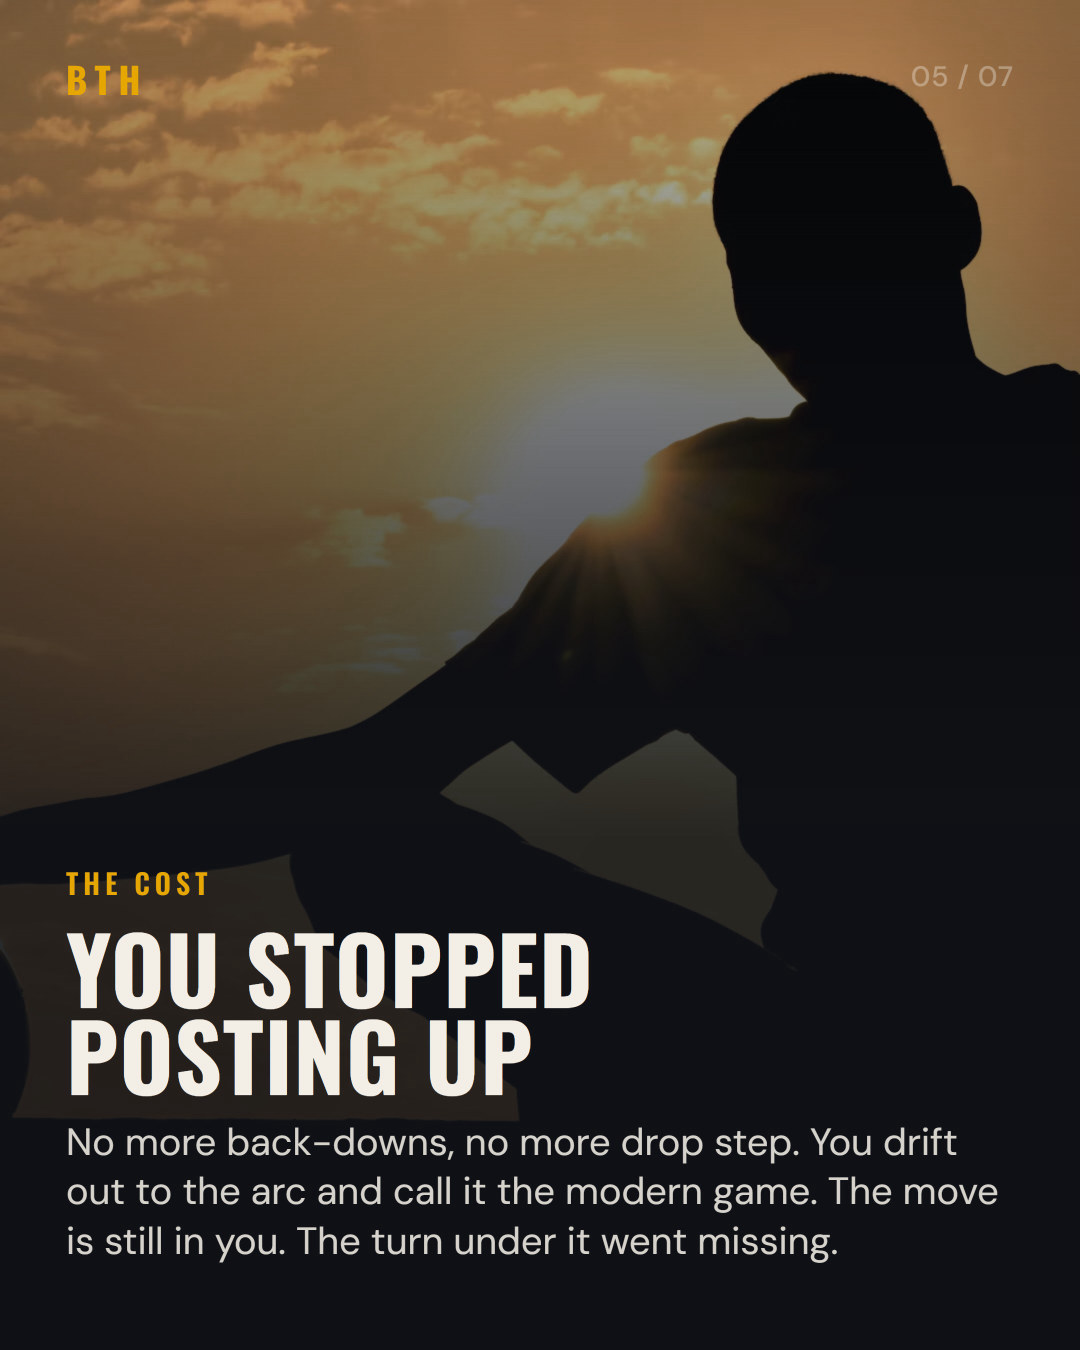 BTH
05 / 07
THE COST
YOU STOPPED
POSTING UP
No more back-downs, no more drop step. You drift
out to the arc and call it the modern game. The move
is still in you. The turn under it went missing.